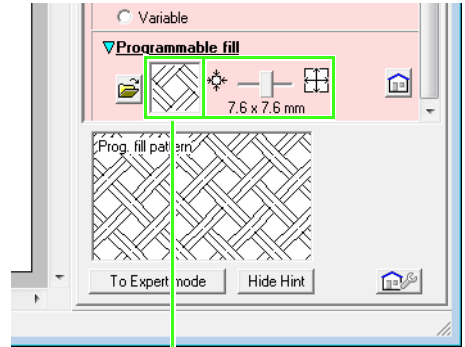 Variable
Programmable fill
7.6 x 7.6 mm
Prog. fill pattern
To Expert mode
Hide Hint